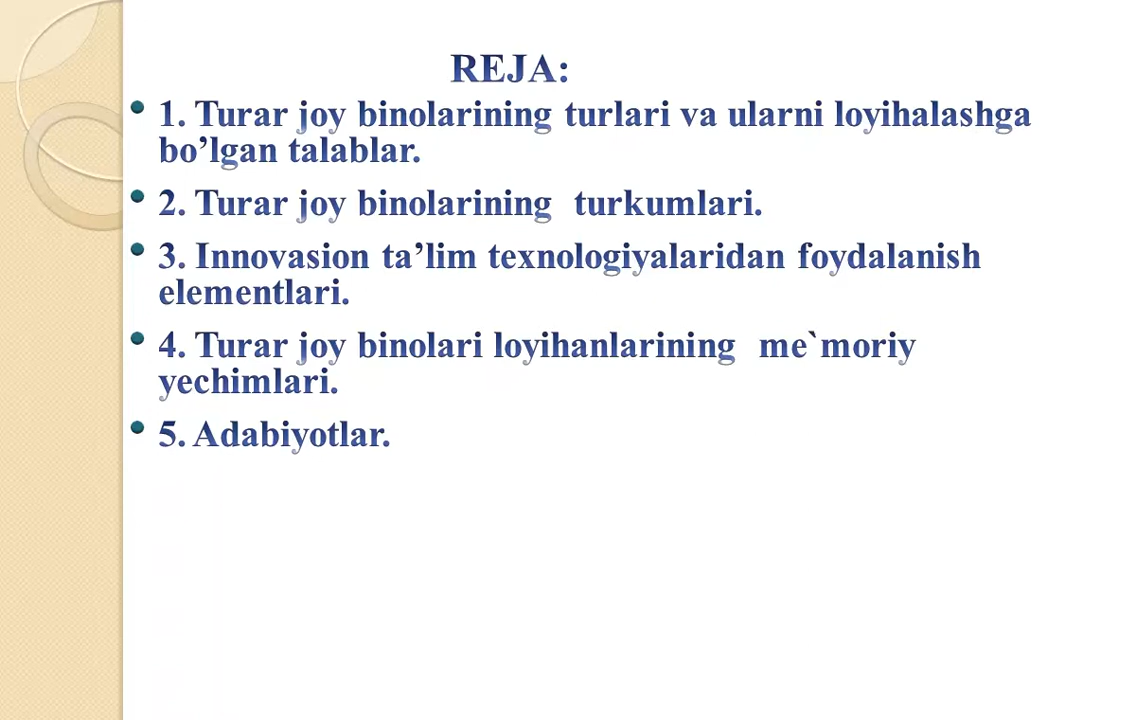 REJA:
• 1. Turar joy binolarining turlari va ularni loyihalashga
bo’lgan talablar.
• 2. Turar joy binolarining turkumlari.
• 3. Innovasion ta’lim texnologiyalaridan foydalanish
elementlari.
• 4. Turar joy binolari loyihanlarining me`moriy
yechimlari.
• 5. Adabiyotlar.